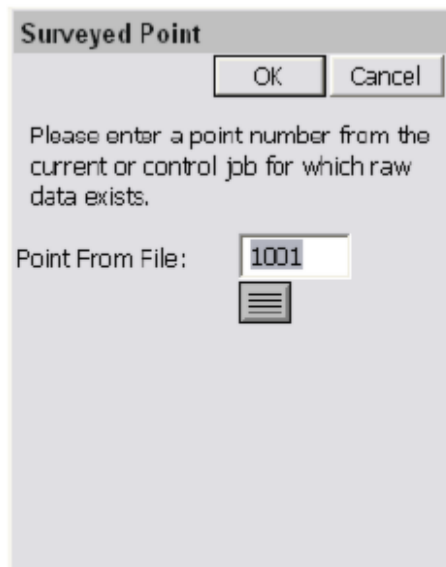 Surveyed Point
OK Cancel
Please enter a point number from the
current or control job for which raw
data exists.
Point From File: 1001